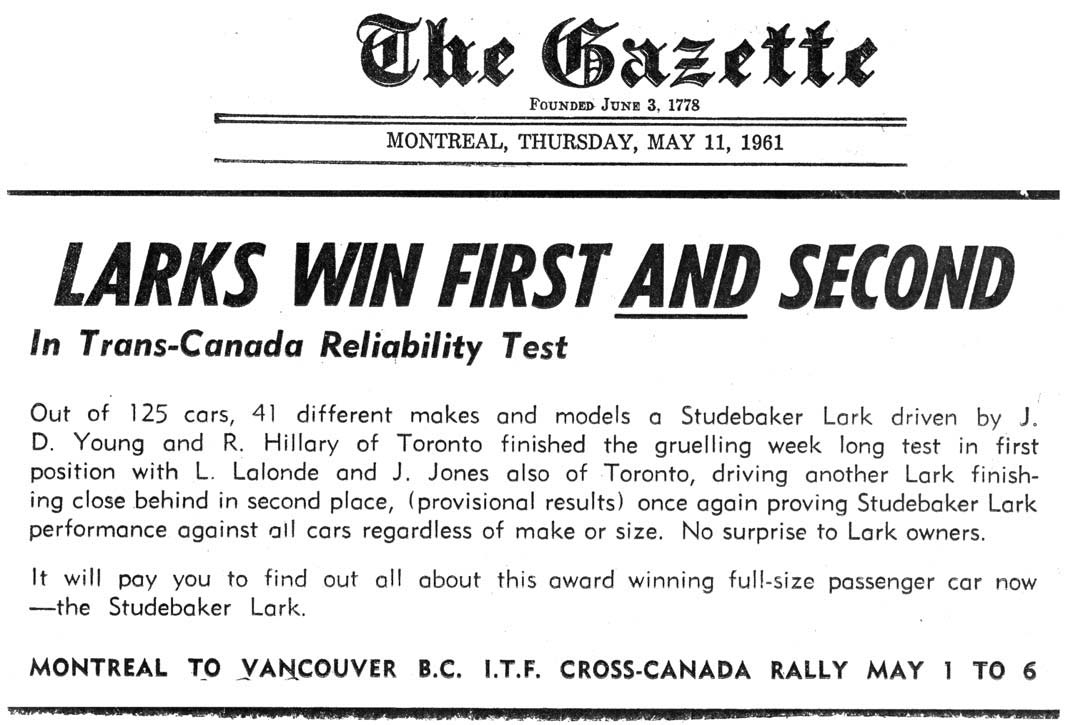 The Gazette
FOUNDED JUNE 3, 1778
MONTREAL, THURSDAY, MAY 11, 1961
LARKS WIN FIRST AND SECOND
In Trans-Canada Reliability Test
Out of 125 cars, 41 different makes and models a Studebaker Lark driven by J.
D. Young and R. Hillary of Toronto finished the gruelling week long test in first
position with L. Lalonde and J. Jones also of Toronto, driving another Lark finish-
ing close behind in second place, (provisional results) once again proving Studebaker Lark
performance against all cars regardless of make or size. No surprise to Lark owners.
It will pay you to find out all about this award winning full-size passenger car now
—the Studebaker Lark.
MONTREAL TO VANCOUVER B.C. I.T.F. CROSS-CANADA RALLY MAY 1 TO 6